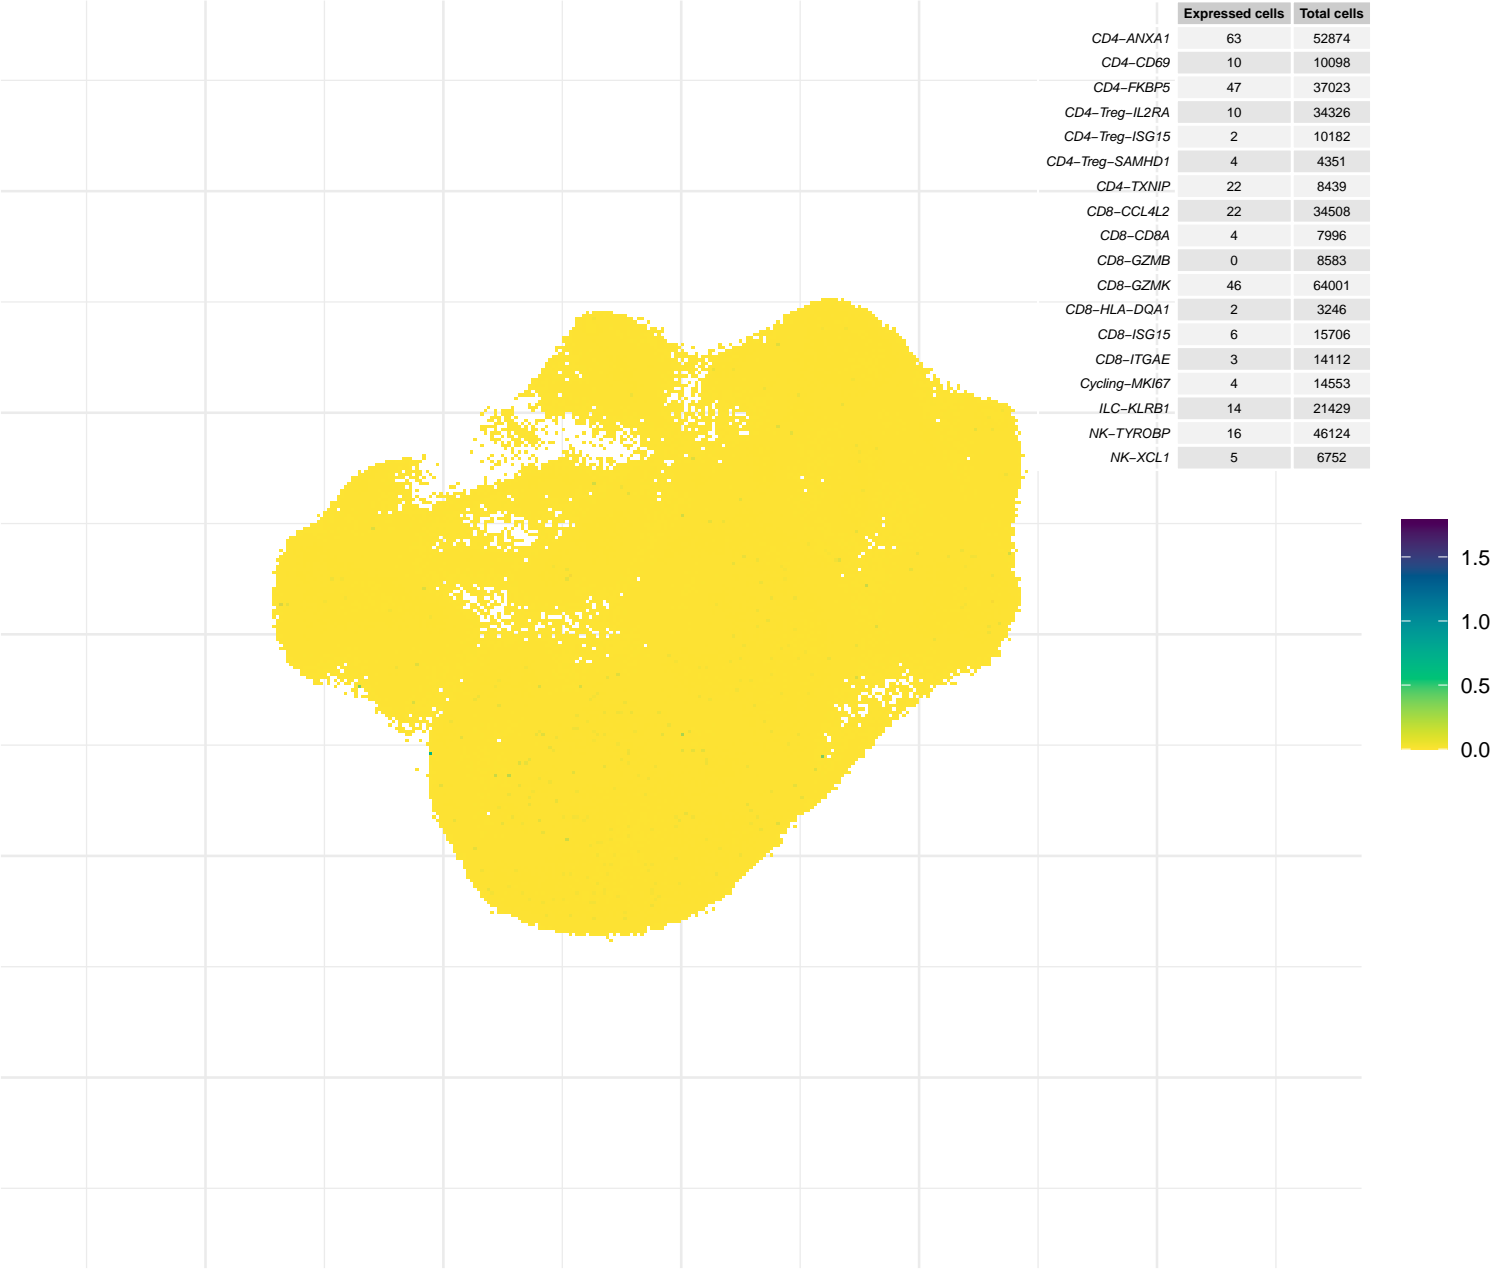 Expressed cells Total cells
CD4−ANXA1 63 52874
CD4−CD69 10 10098
CD4−FKBP5 47 37023
CD4−Treg−IL2RA 10 34326
CD4−Treg−ISG15 2 10182
CD4−Treg−SAMHD1 4 4351
CD4−TXNIP 22 8439
CD8−CCL4L2 22 34508
CD8−CD8A 4 7996
CD8−GZMB 0 8583
CD8−GZMK 46 64001
CD8−HLA−DQA1 2 3246
CD8−ISG15 6 15706
CD8−ITGAE 3 14112
Cycling−MKI67 4 14553
ILC−KLRB1 14 21429
NK−TYROBP 16 46124
NK−XCL1 5 6752
1.5
1.0
0.5
0.0